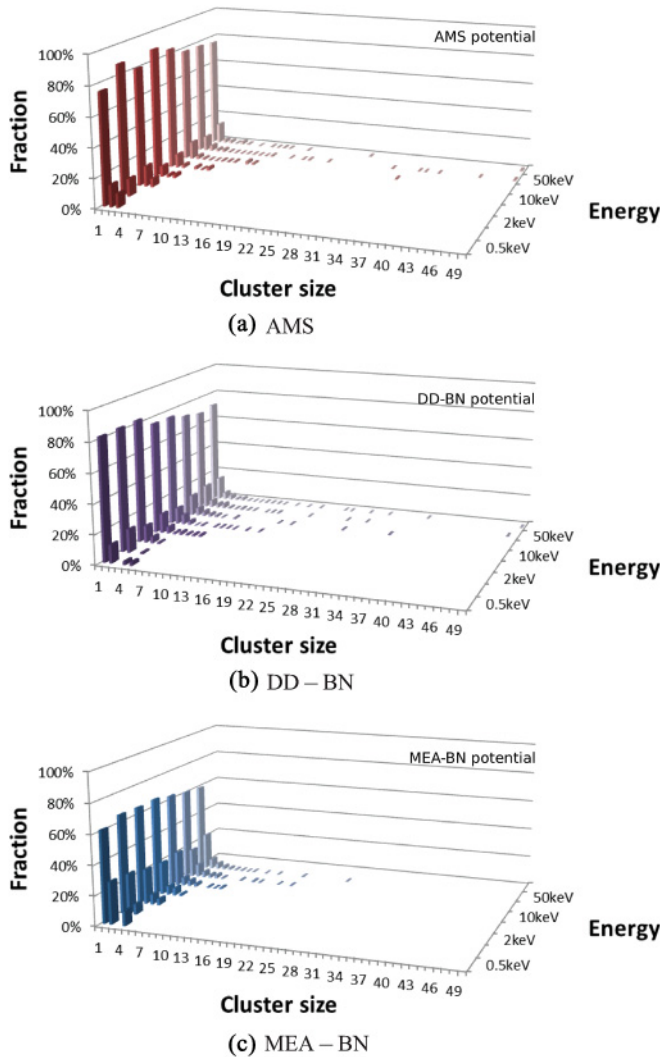 AMS potential
100%
80%
60%
40%
20%
0%
Fraction
1 4 7 10 13 16 19 22 25 28 31 34 37 40 43 46 49
0.5keV
2keV
10keV
50keV
Energy
Cluster size
(a) AMS
DD-BN potential
100%
80%
60%
40%
20%
0%
Fraction
1 4 7 10 13 16 19 22 25 28 31 34 37 40 43 46 49
0.5keV
2keV
10keV
50keV
Energy
Cluster size
(b) DD – BN
MEA-BN potential
100%
80%
60%
40%
20%
0%
Fraction
1 4 7 10 13 16 19 22 25 28 31 34 37 40 43 46 49
0.5keV
2keV
10keV
50keV
Energy
Cluster size
(c) MEA – BN